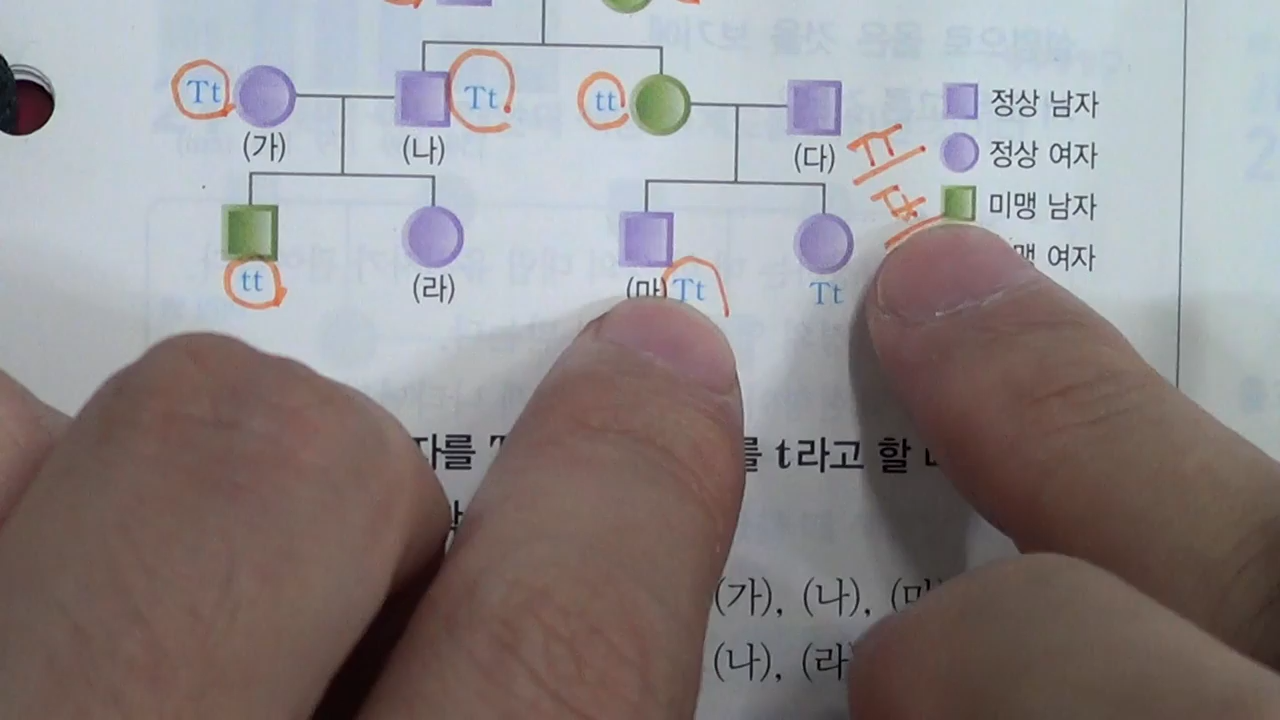 Tt Tt tt 정상 남자
(가) (나) (다) 정상 여자
미맹 남자
맹 여자
tt (라) (마) Tt Tt
자를 를 t라고 할
(가), (나),
(나), (라